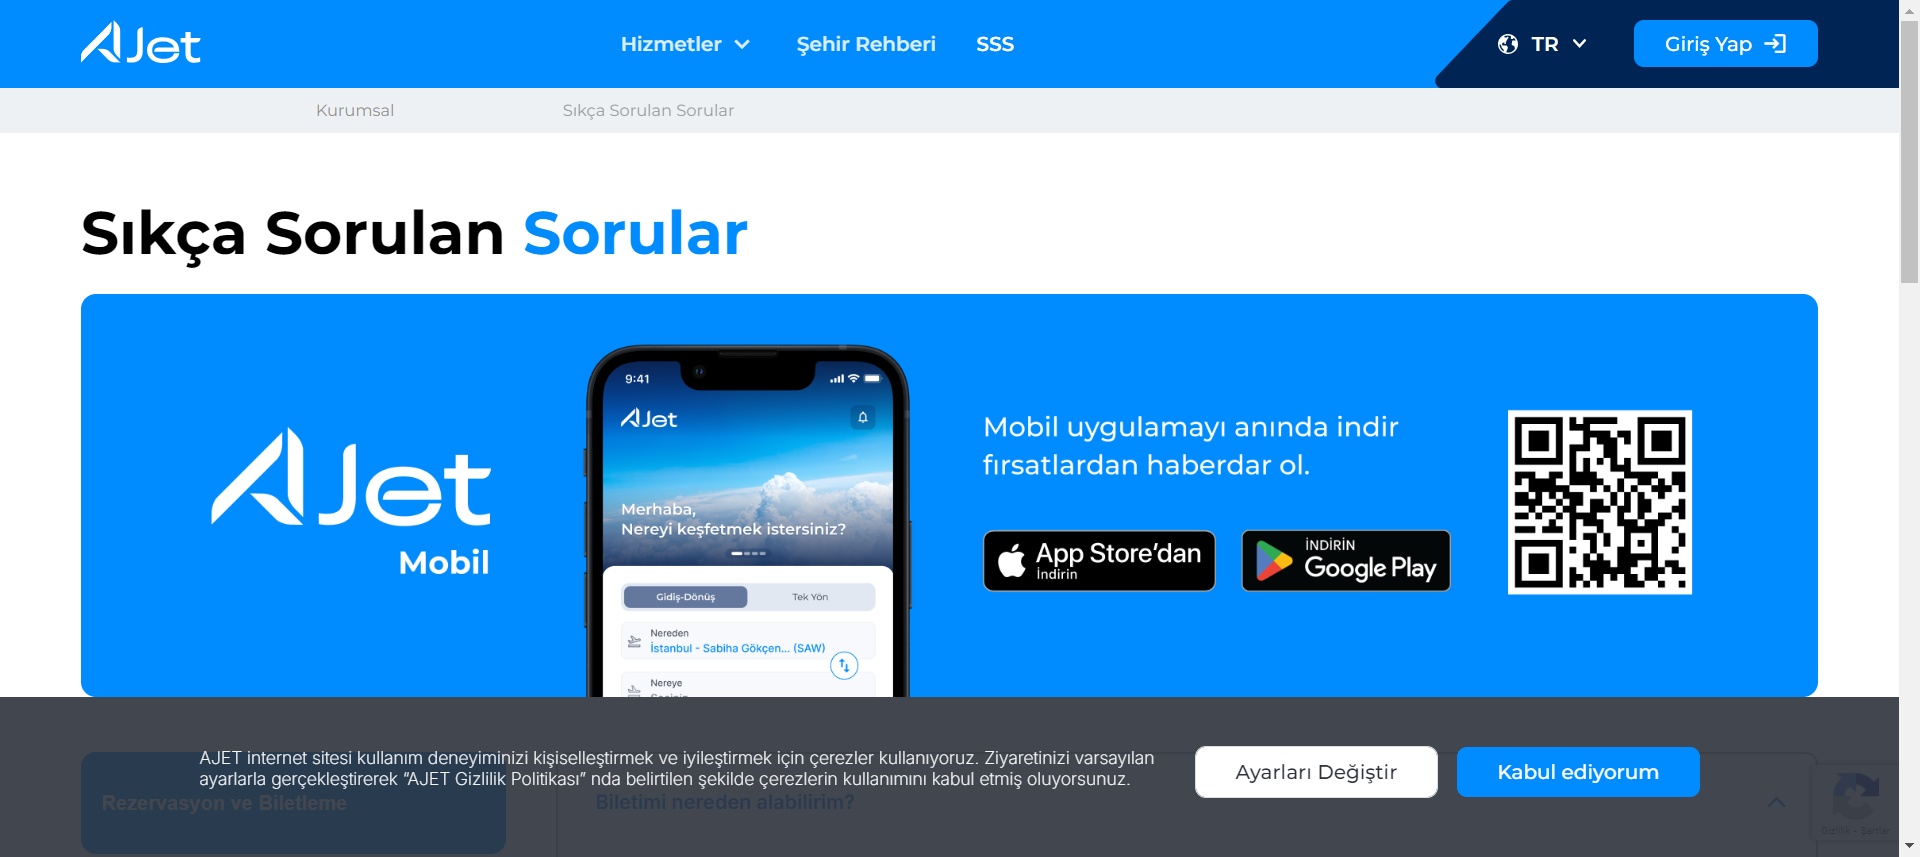 AJet
Hizmetler
Şehir Rehberi
SSS
TR
Giriş Yap
Kurumsal
Sıkça Sorulan Sorular
Sıkça Sorulan Sorular
AJet
Mobil
9:41
AJet
Merhaba,
Nereyi keşfetmek istersiniz?
Gidiş-Dönüş
Tek Yön
Nereden
İstanbul - Sabiha Gökçen... (SAW)
Nereye
Mobil uygulamayı anında indir
fırsatlardan haberdar ol.
App Store’dan
İndirin
İNDİRİN
Google Play
AJET internet sitesi kullanım deneyiminizi kişiselleştirmek ve iyileştirmek için çerezler kullanıyoruz. Ziyaretinizi varsayılan
ayarlarla gerçekleştirerek “AJET Gizlilik Politikası” nda belirtilen şekilde çerezlerin kullanımını kabul etmiş oluyorsunuz.
Ayarları Değiştir
Kabul ediyorum
Rezervasyon ve Biletleme
Biletimi nereden alabilirim?
Gizlilik - Şartlar